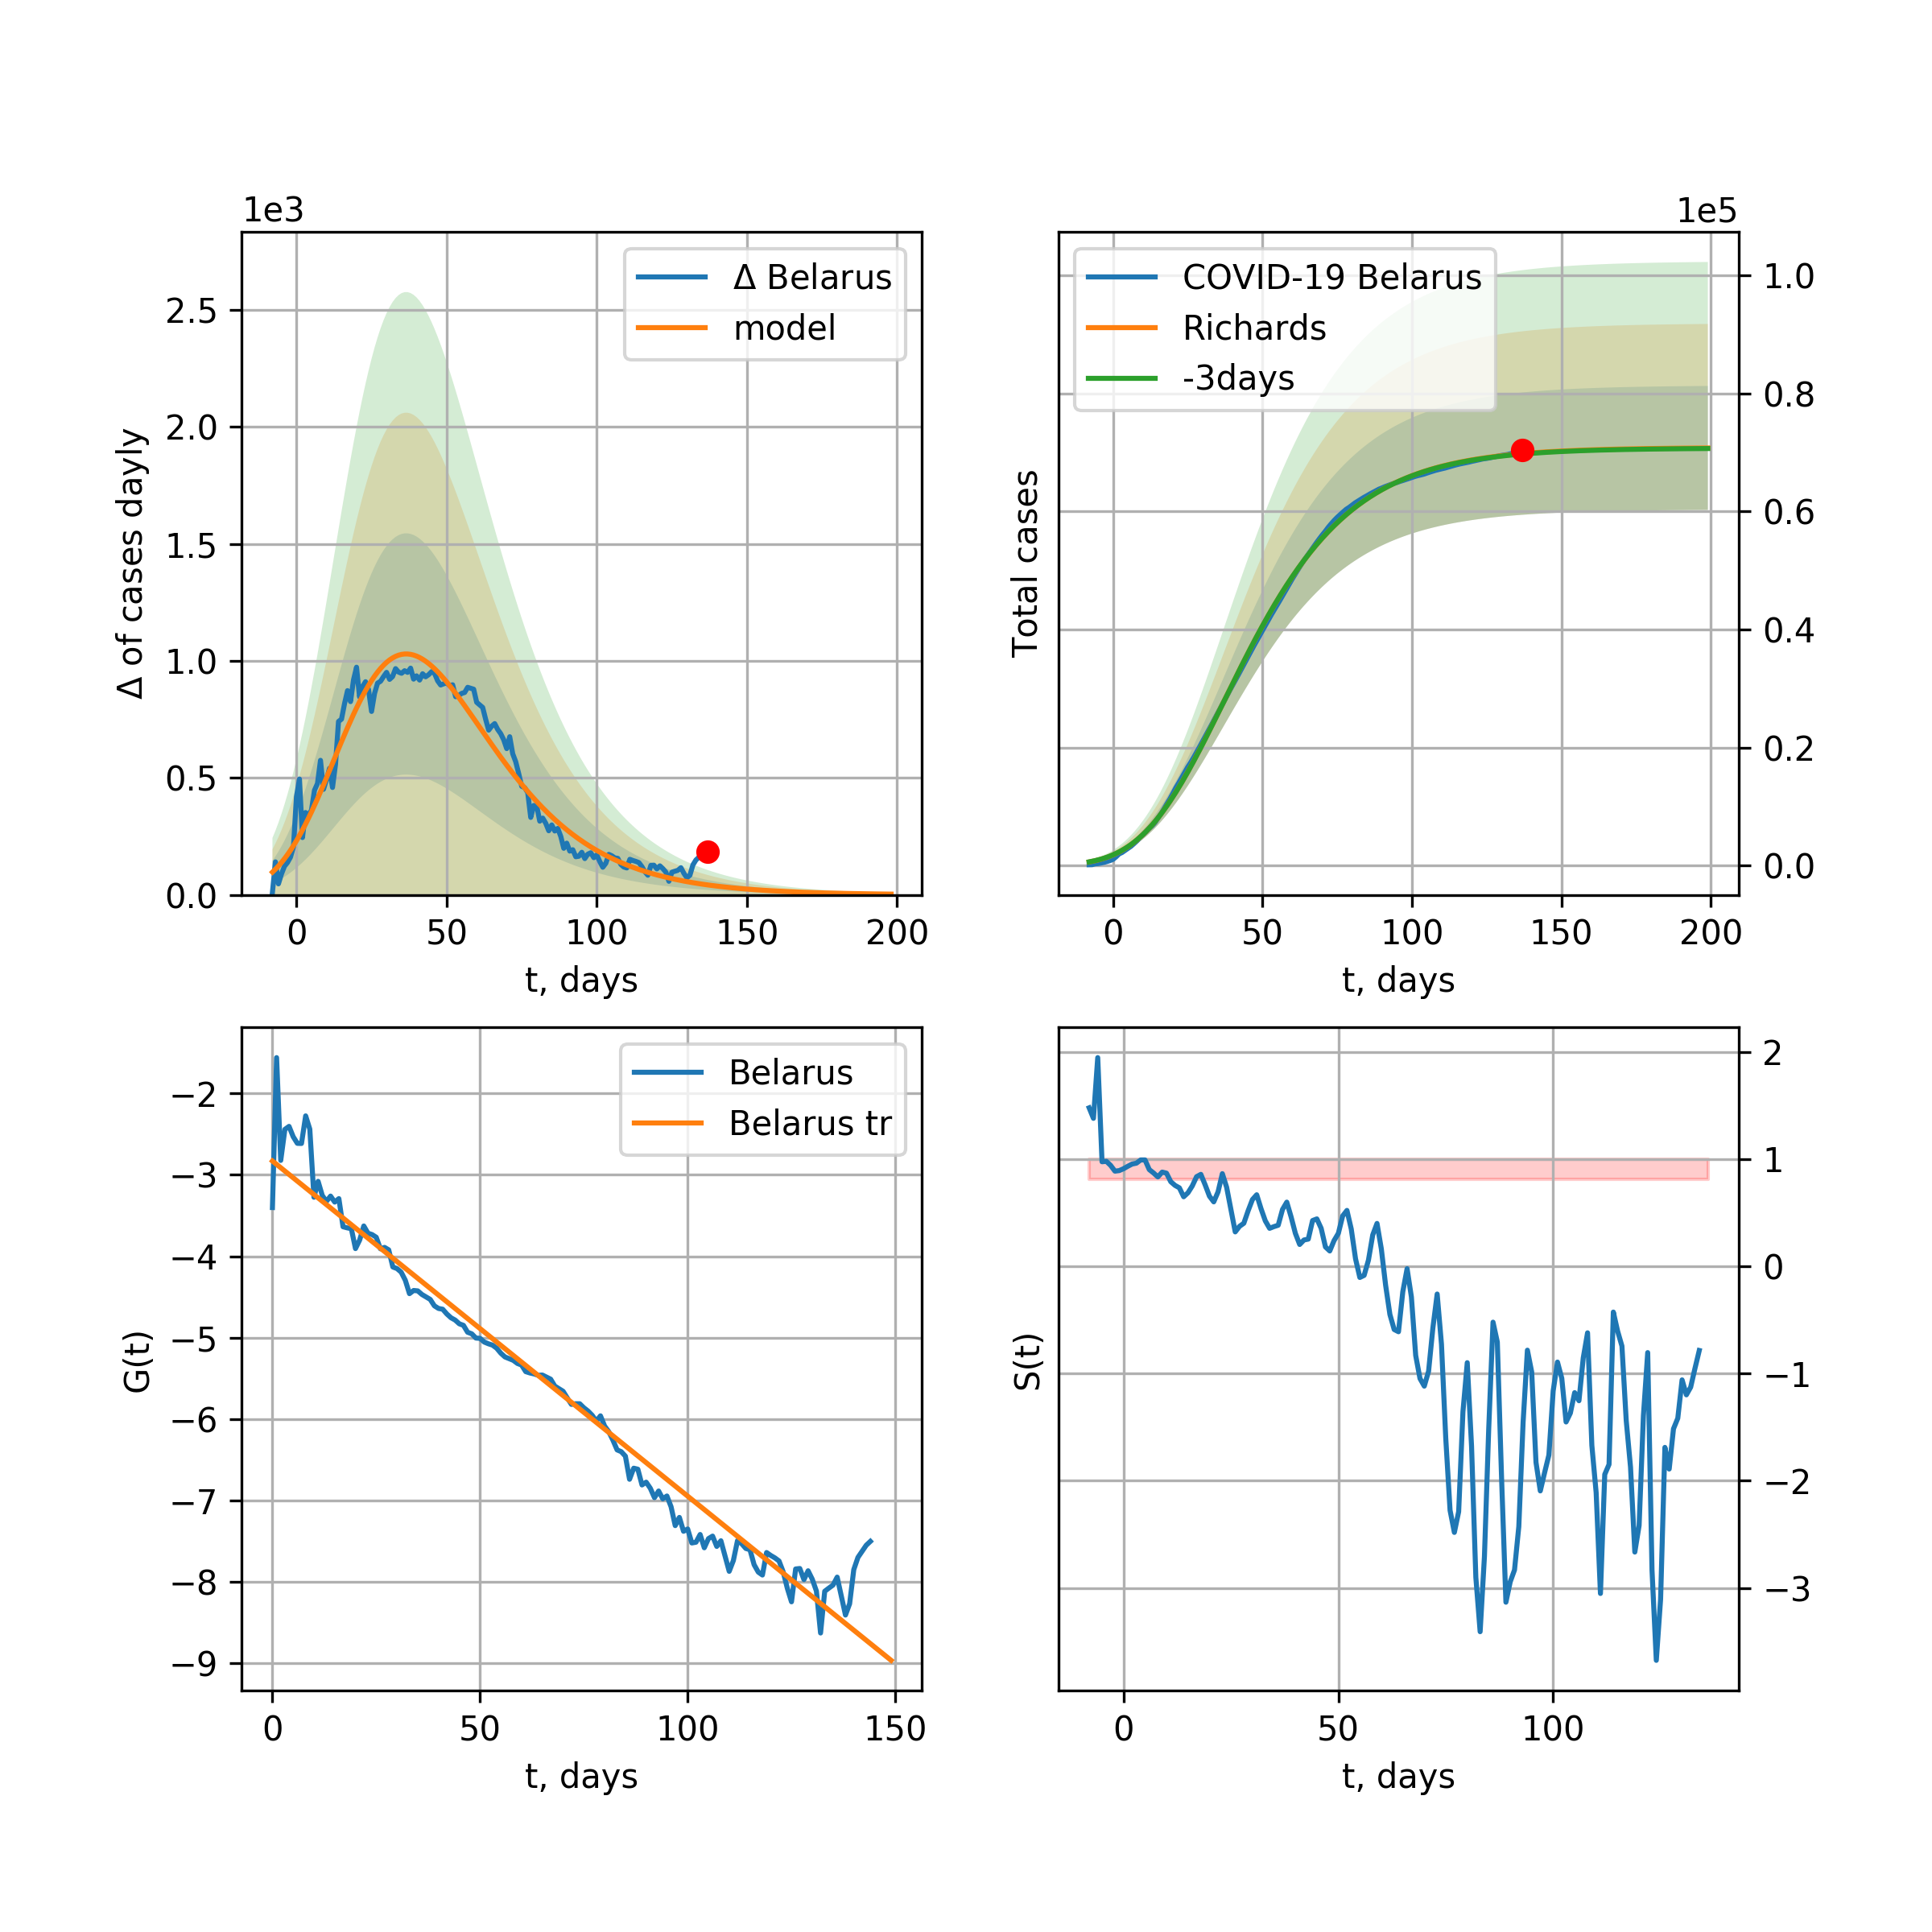 1e3
Δ Belarus
model
2.5
2.0
1.5
1.0
0.5
0.0
Δ of cases dayly
0 50 100 150 200
t, days
1e5
COVID-19 Belarus
Richards
-3days
1.0
0.8
0.6
0.4
0.2
0.0
Total cases
0 50 100 150 200
t, days
Belarus
Belarus tr
−2
−3
−4
−5
−6
−7
−8
−9
G(t)
0 50 100 150
t, days
2
1
0
−1
−2
−3
S(t)
0 50 100
t, days